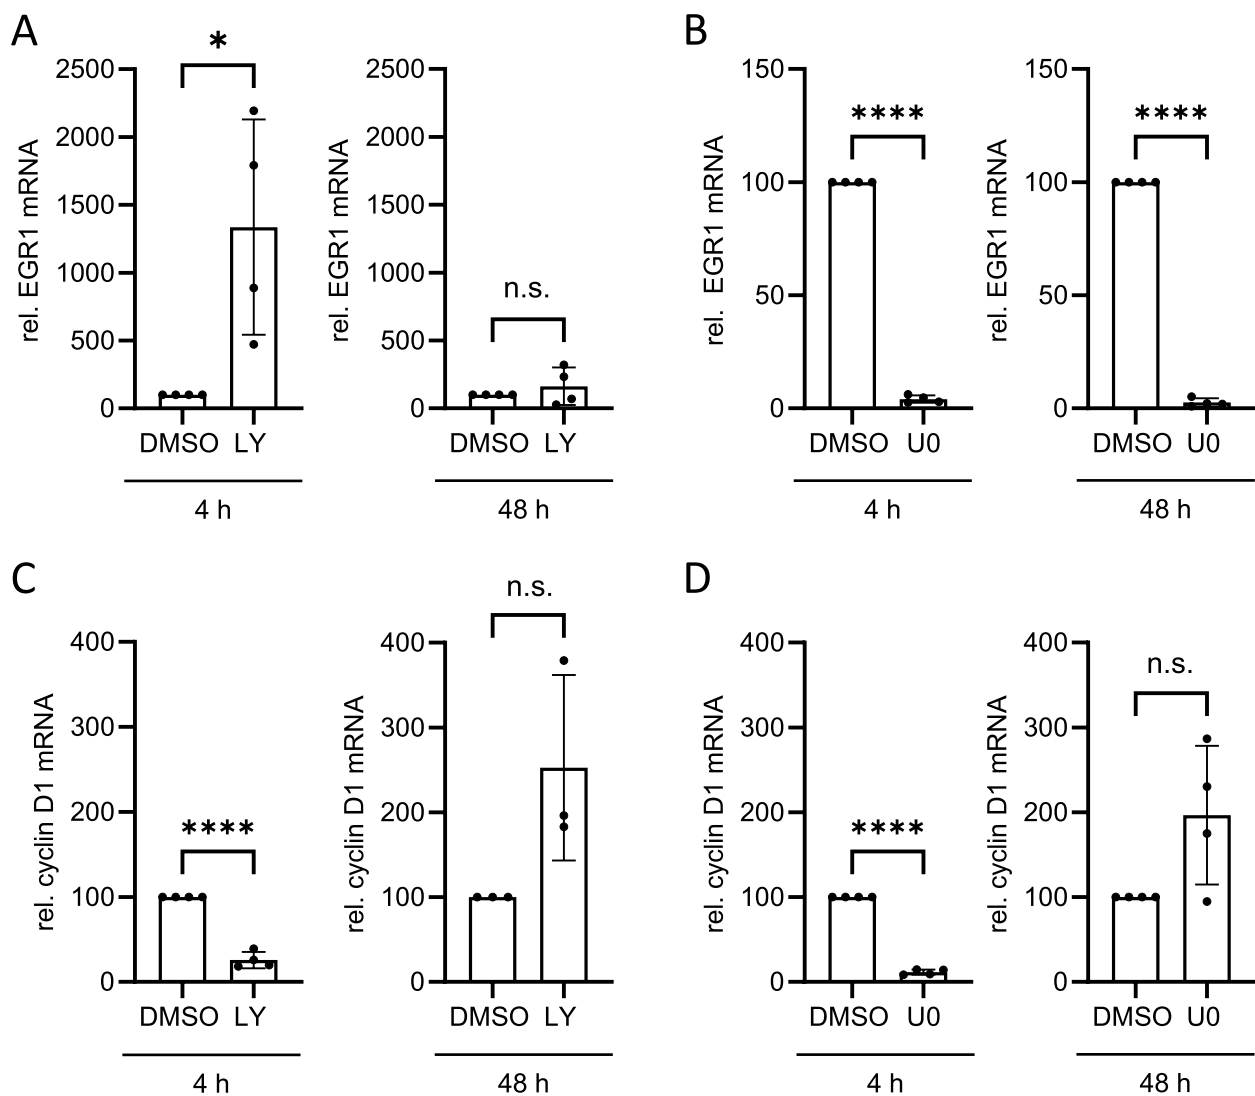 A
*
rel. EGR1 mRNA
2500
2000
1500
1000
500
0
DMSO LY
4 h
rel. EGR1 mRNA
2500
2000
1500
1000
500
0
n.s.
DMSO LY
48 h
B
rel. EGR1 mRNA
150
100
50
0
****
DMSO U0
4 h
rel. EGR1 mRNA
150
100
50
0
****
DMSO U0
48 h
C
rel. cyclin D1 mRNA
400
300
200
100
0
****
DMSO LY
4 h
n.s.
rel. cyclin D1 mRNA
400
300
200
100
0
DMSO LY
48 h
D
rel. cyclin D1 mRNA
400
300
200
100
0
****
DMSO U0
4 h
rel. cyclin D1 mRNA
400
300
200
100
0
n.s.
DMSO U0
48 h